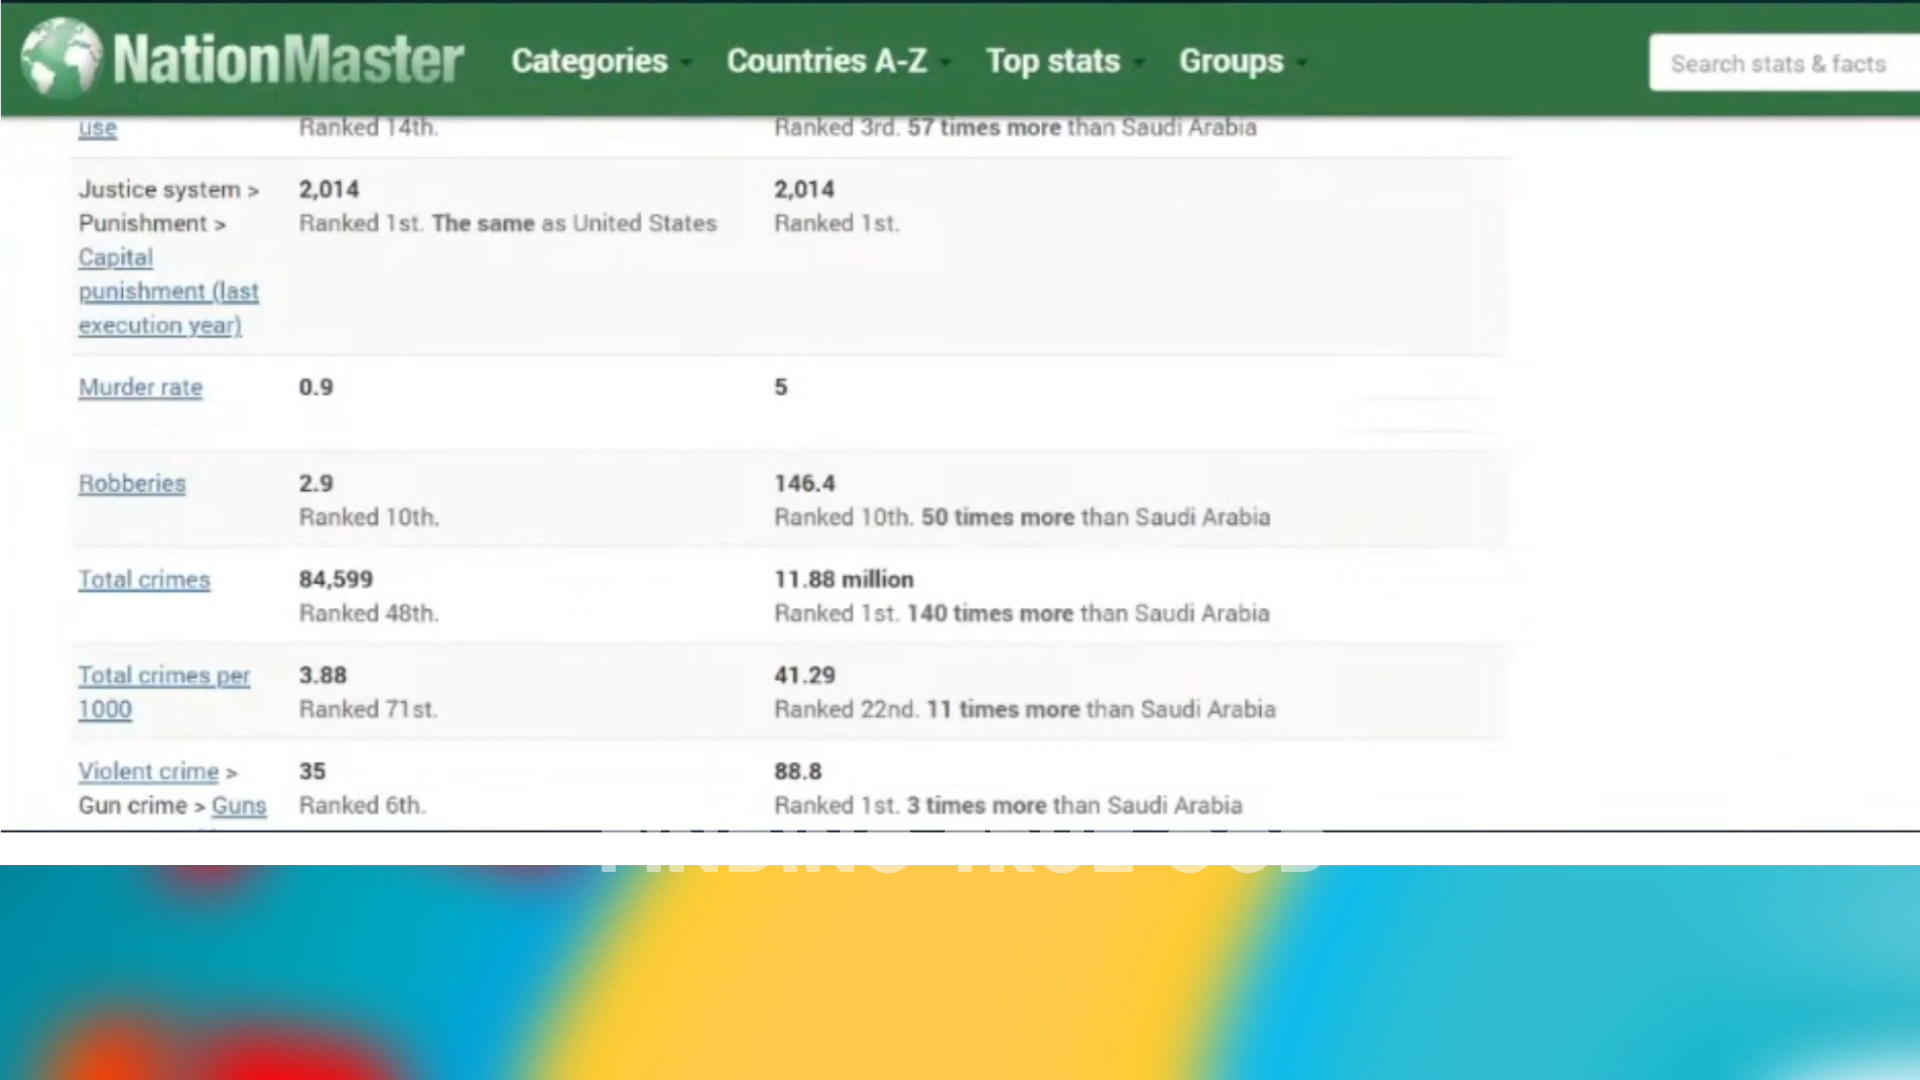 NationMaster Categories Countries A-Z Top stats Groups Search stats & facts
use Ranked 14th. Ranked 3rd. 57 times more than Saudi Arabia
Justice system > 2,014 2,014
Punishment > Ranked 1st. The same as United States Ranked 1st.
Capital
punishment (last
execution year)
Murder rate 0.9 5
Robberies 2.9 146.4
Ranked 10th. Ranked 10th. 50 times more than Saudi Arabia
Total crimes 84,599 11.88 million
Ranked 48th. Ranked 1st. 140 times more than Saudi Arabia
Total crimes per 3.88 41.29
1000 Ranked 71st. Ranked 22nd. 11 times more than Saudi Arabia
Violent crime > 35 88.8
Gun crime > Guns Ranked 6th. Ranked 1st. 3 times more than Saudi Arabia
FINDING TRUE GOD